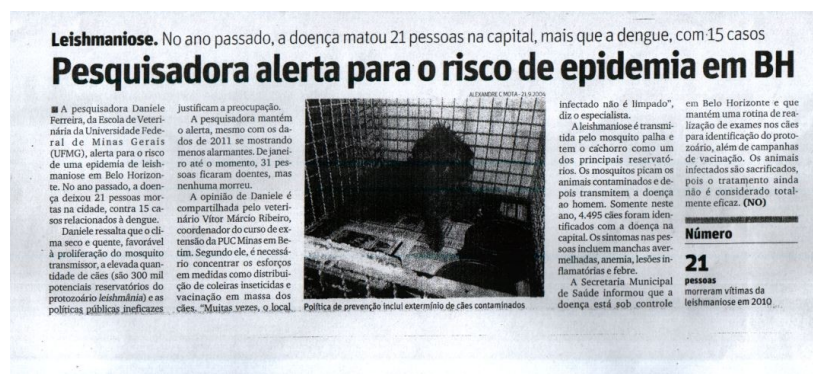 Leishmaniose. No ano passado, a doença matou 21 pessoas na capital, mais que a dengue, com 15 casos
Pesquisadora alerta para o risco de epidemia em BH
■ A pesquisadora Daniele
Ferreira, da Escola de Veteri-
nária da Universidade Fede-
ral de Minas Gerais
(UFMG), alerta para o risco
de uma epidemia de leish-
maniose em Belo Horizon-
te. No ano passado, a doen-
ça deixou 21 pessoas mor-
tas na cidade, contra 15 ca-
sos relacionados à dengue.
Daniele ressalta que o cli-
ma seco e quente, favorável
à proliferação do mosquito
transmissor, a elevada quan-
tidade de cães (são 300 mil
potenciais reservatórios do
protozoário leishmânia) e as
políticas públicas ineficazes
justificam a preocupação.
A pesquisadora mantém
o alerta, mesmo com os da-
dos de 2011 se mostrando
menos alarmantes. De janei-
ro até o momento, 31 pes-
soas ficaram doentes, mas
nenhuma morreu.
A opinião de Daniele é
compartilhada pelo veteri-
nário Vítor Márcio Ribeiro,
coordenador do curso de ex-
tensão da PUC Minas em Be-
tim. Segundo ele, é necessá-
rio concentrar os esforços
em medidas como distribui-
ção de coleiras inseticidas e
vacinação em massa dos
cães. "Muitas vezes, o local
ALEXANDRE C MOTA - 21.9.2004
Política de prevenção inclui extermínio de cães contaminados
infectado não é limpado",
diz o especialista.
A leishmaniose é transmi-
tida pelo mosquito palha e
tem o cachorro como um
dos principais reservató-
rios. Os mosquitos picam os
animais contaminados e de-
pois transmitem a doença
ao homem. Somente neste
ano, 4.495 cães foram iden-
tificados com a doença na
capital. Os sintomas nas pes-
soas incluem manchas aver-
melhadas, anemia, lesões in-
flamatórias e febre.
A Secretaria Municipal
de Saúde informou que a
doença está sob controle
em Belo Horizonte e que
mantém uma rotina de rea-
lização de exames nos cães
para identificação do proto-
zoário, além de campanhas
de vacinação. Os animais
infectados são sacrificados,
pois o tratamento ainda
não é considerado total-
mente eficaz. (NO)
Número
21
pessoas
morreram vítimas da
leishmaniose em 2010